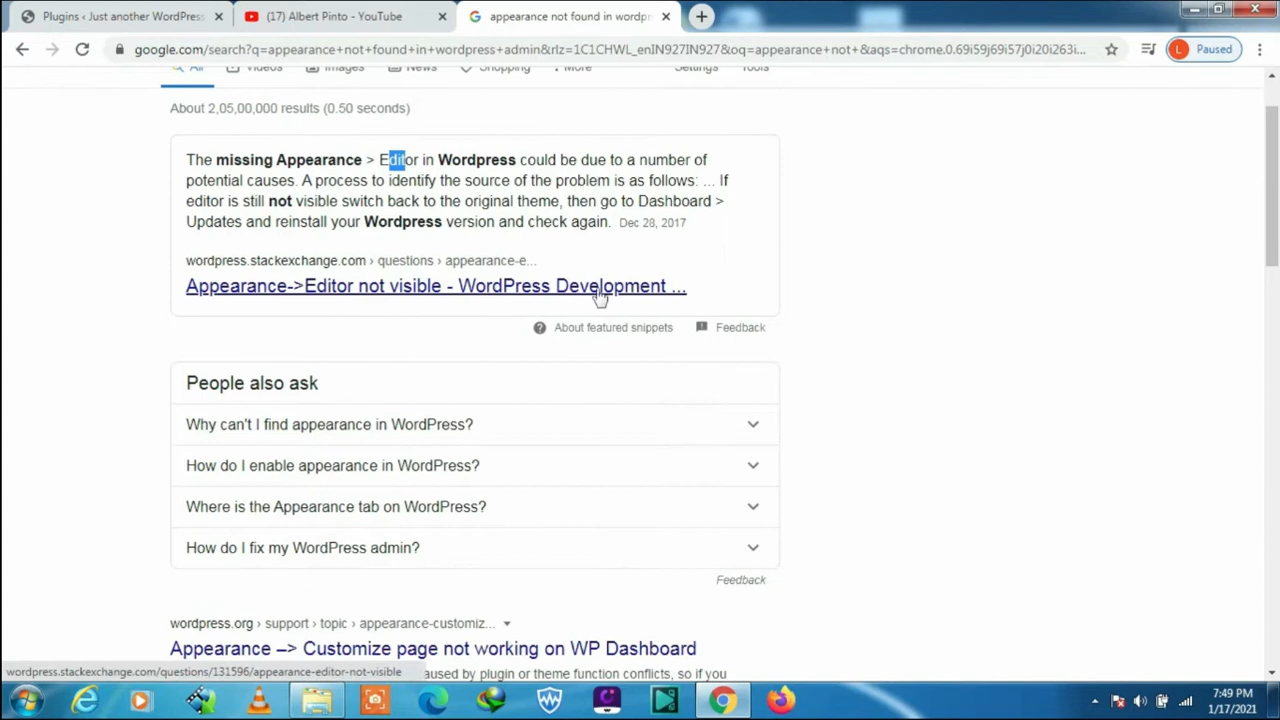 Plugins ‹ Just another WordPress
(17) Albert Pinto - YouTube
appearance not found in wordpr
google.com/search?q=appearance+not+found+in+wordpress+admin&rlz=1C1CHWL_enIN927IN927&oq=appearance+not+&aqs=chrome.0.69i59j69i57j0i20i263i...
L Paused
All Videos Images News Shopping More Settings Tools
About 2,05,00,000 results (0.50 seconds)
The missing Appearance > Editor in Wordpress could be due to a number of
potential causes. A process to identify the source of the problem is as follows: ... If
editor is still not visible switch back to the original theme, then go to Dashboard >
Updates and reinstall your Wordpress version and check again. Dec 28, 2017
wordpress.stackexchange.com › questions › appearance-e...
Appearance->Editor not visible - WordPress Development ...
About featured snippets Feedback
People also ask
Why can't I find appearance in WordPress?
How do I enable appearance in WordPress?
Where is the Appearance tab on WordPress?
How do I fix my WordPress admin?
Feedback
wordpress.org › support › topic › appearance-customiz...
Appearance –> Customize page not working on WP Dashboard
wordpress.stackexchange.com/questions/131596/appearance-editor-not-visible
aused by plugin or theme function conflicts, so if you
7:49 PM
1/17/2021